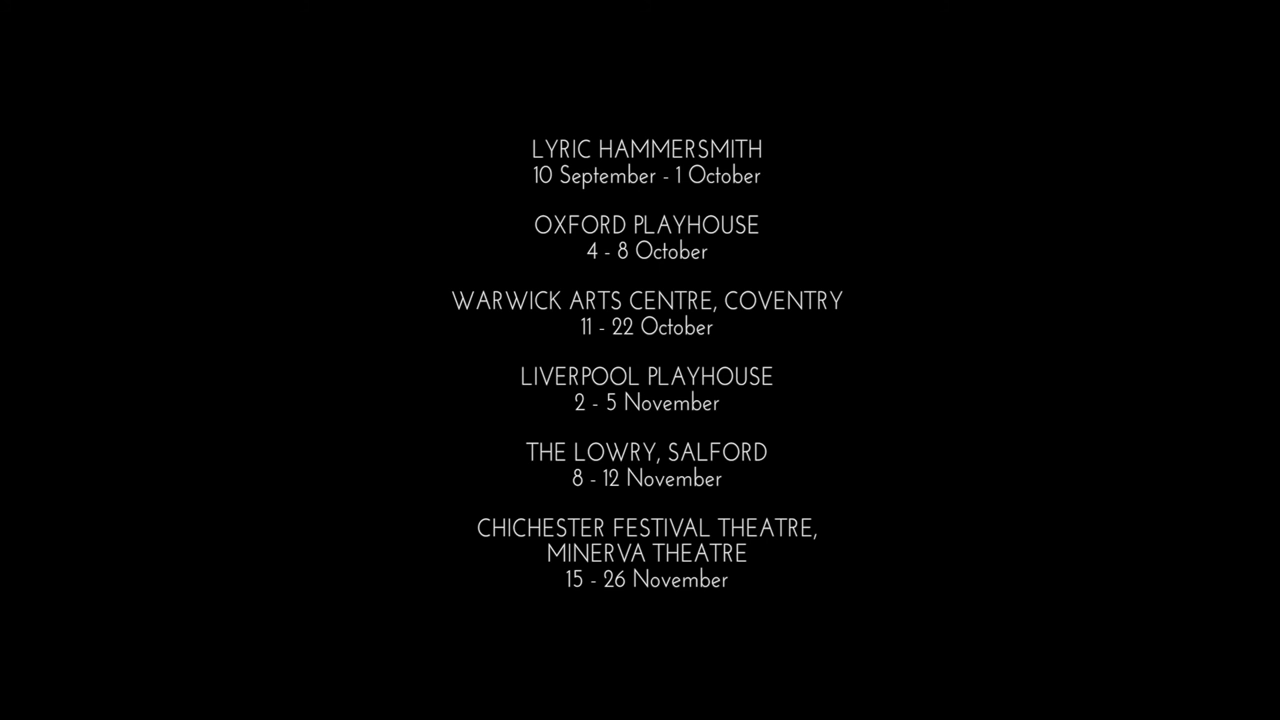 LYRIC HAMMERSMITH
10 September - 1 October
OXFORD PLAYHOUSE
4 - 8 October
WARWICK ARTS CENTRE, COVENTRY
11 - 22 October
LIVERPOOL PLAYHOUSE
2 - 5 November
THE LOWRY, SALFORD
8 - 12 November
CHICHESTER FESTIVAL THEATRE,
MINERVA THEATRE
15 - 26 November